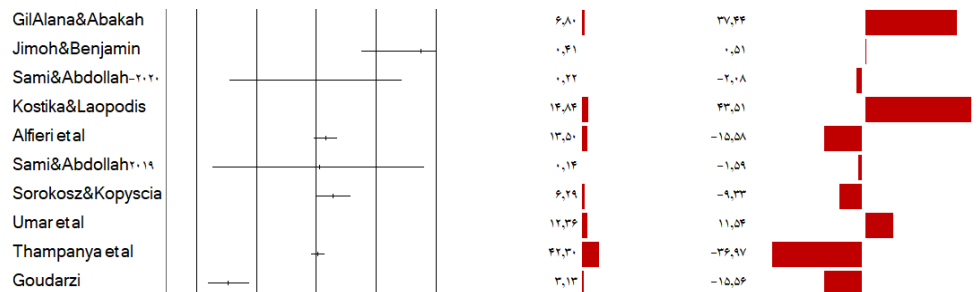 GilAlana&Abakah ۶,۸۰ ۳۷,۴۴
Jimoh&Benjamin ۰,۴۱ ۰,۵۱
Sami&Abdollah-۲۰۲۰ ۰,۲۲ -۲,۰۸
Kostika&Laopodis ۱۴,۸۴ ۴۳,۵۱
Alfieri et al ۱۳,۵۰ -۱۵,۵۸
Sami&Abdollah۲۰۱۹ ۰,۱۴ -۱,۵۹
Sorokosz&Kopyscia ۶,۲۹ -۹,۳۳
Umar et al ۱۲,۳۶ ۱۱,۵۴
Thampanya et al ۴۲,۳۰ -۳۶,۹۷
Goudarzi ۳,۱۳ -۱۵,۵۶